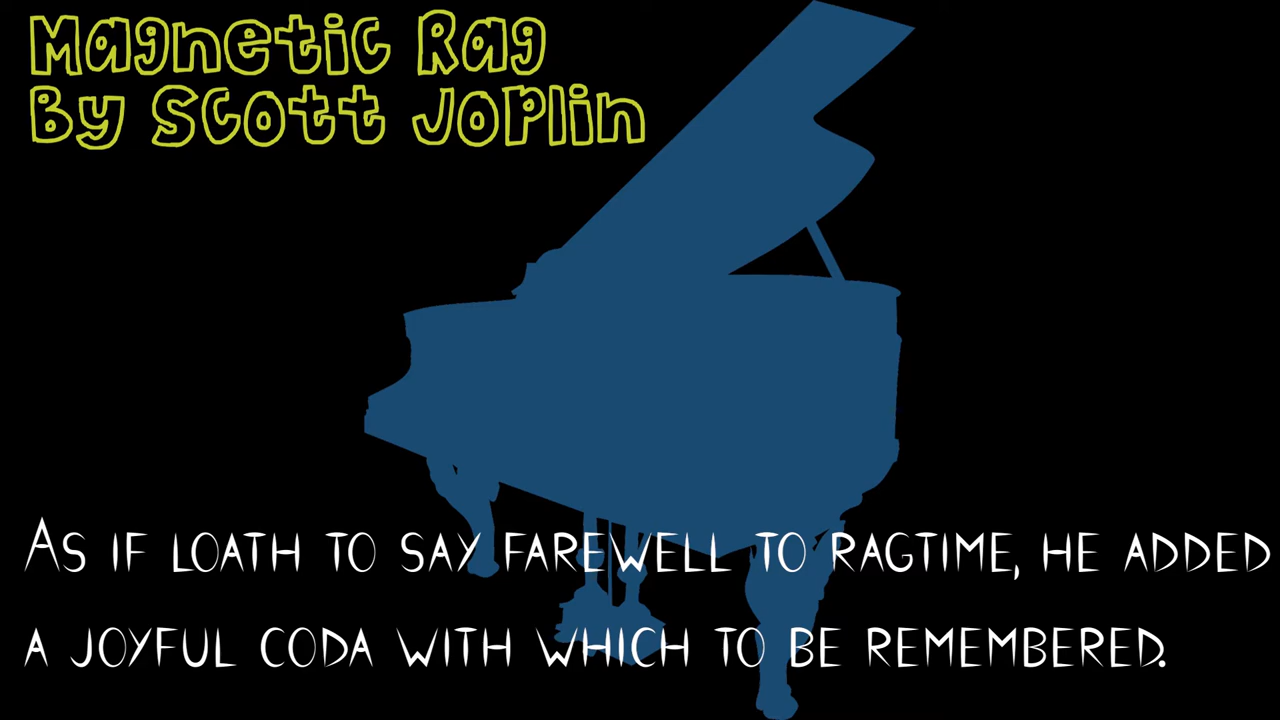 Magnetic Rag
By Scott Joplin
As if loath to say farewell to ragtime, he added
a joyful coda with which to be remembered.